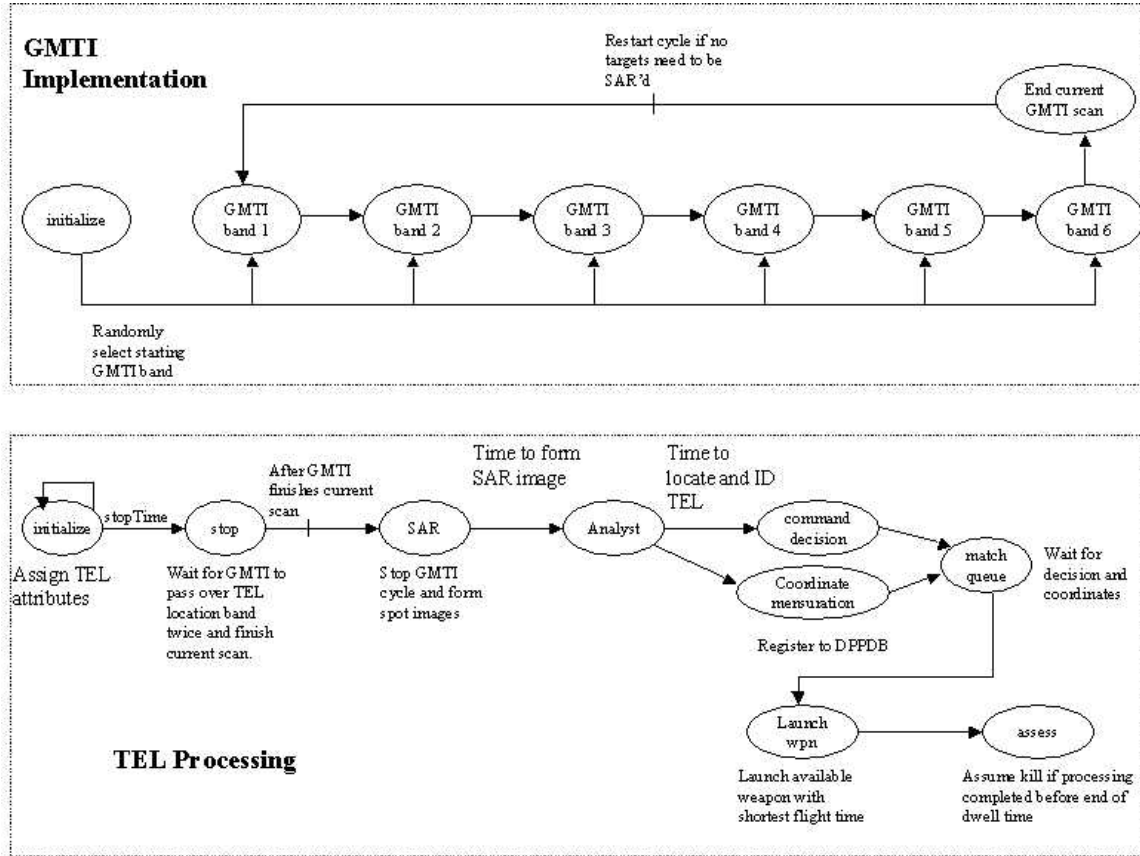 GMTI
Implementation
Restart cycle if no
targets need to be
SAR'd
End current
GMTI scan
initialize
GMTI
band 1
GMTI
band 2
GMTI
band 3
GMTI
band 4
GMTI
band 5
GMTI
band 6
Randomly
select starting
GMTI band
initialize
stopTime
stop
After GMTI
finishes current
scan
SAR
Time to form
SAR image
Analyst
Time to
locate and ID
TEL
command
decision
Coordinate
mensuration
match
queue
Wait for
decision and
coordinates
Assign TEL
attributes
Wait for GMTI to
pass over TEL
location band
twice and finish
current scan.
Stop GMTI
cycle and form
spot images
Register to DPPDB
Launch
wpn
assess
TEL Processing
Launch available
weapon with
shortest flight time
Assume kill if processing
completed before end of
dwell time